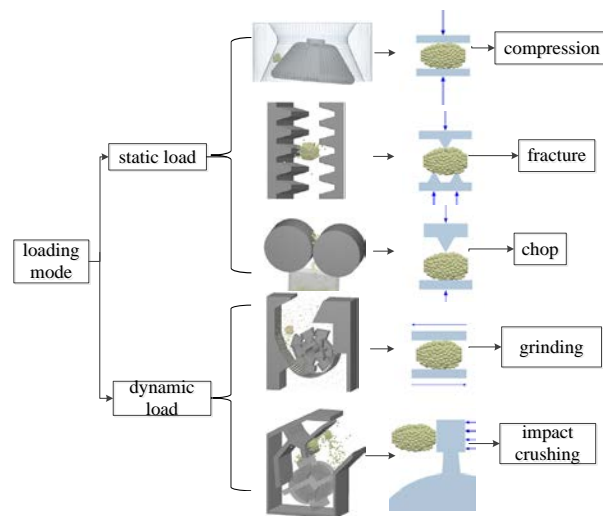 compression
static load
fracture
loading
mode
chop
grinding
dynamic
load
impact
crushing